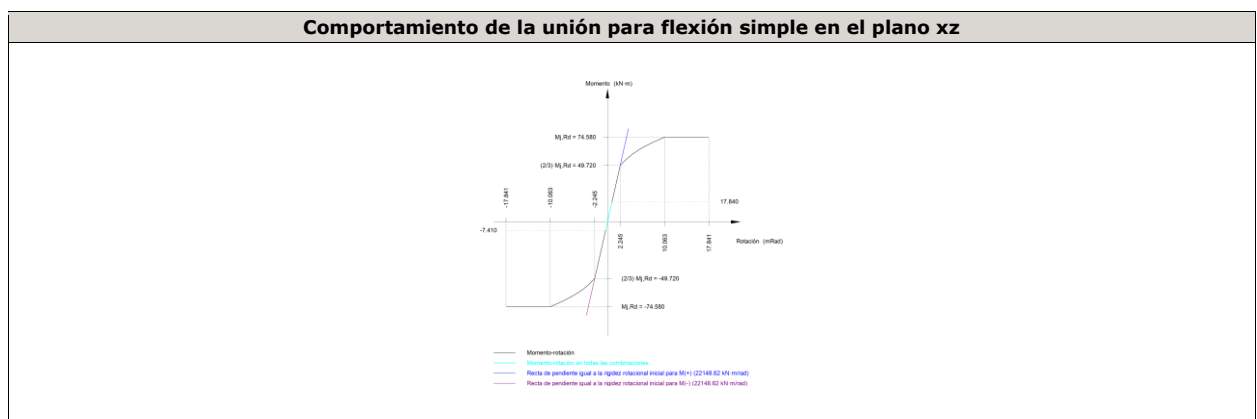 Comportamiento de la unión para flexión simple en el plano xz
Momento (kN·m)
Mj,Rd = 74.580
(2/3)·Mj,Rd = 49.720
-17.841
-10.063
-2.245
17.840
-7.410
2.245
10.063
17.841
Rotación (mRad)
(2/3)·Mj,Rd = -49.720
Mj,Rd = -74.580
Momento-rotación
Momento-rotación en todas las combinaciones
Recta de pendiente igual a la rigidez rotacional inicial para M(+) (22148.62 kN·m/rad)
Recta de pendiente igual a la rigidez rotacional inicial para M(-) (22148.62 kN·m/rad)